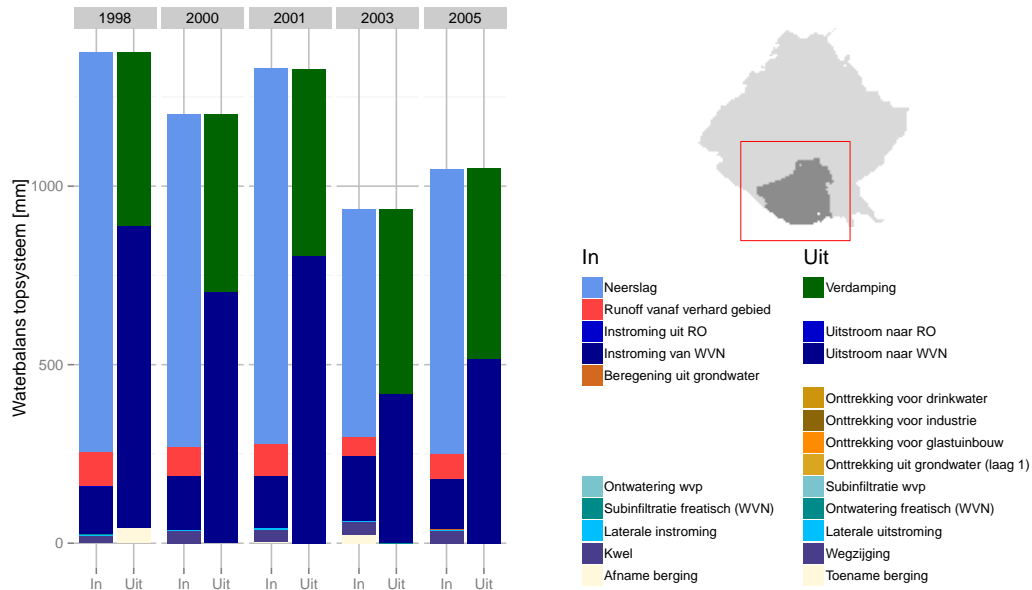 1998 2000 2001 2003 2005
Waterbalans topsysteem [mm]
1000
500
0
In Uit In Uit In Uit In Uit In Uit
In
Neerslag
Runoff vanaf verhard gebied
Instroming uit RO
Instroming van WVN
Beregening uit grondwater
Ontwatering wvp
Subinfiltratie freatisch (WVN)
Laterale instroming
Kwel
Afname berging
Uit
Verdamping
Uitstroom naar RO
Uitstroom naar WVN
Onttrekking voor drinkwater
Onttrekking voor industrie
Onttrekking voor glastuinbouw
Onttrekking uit grondwater (laag 1)
Subinfiltratie wvp
Ontwatering freatisch (WVN)
Laterale uitstroming
Wegzijging
Toename berging